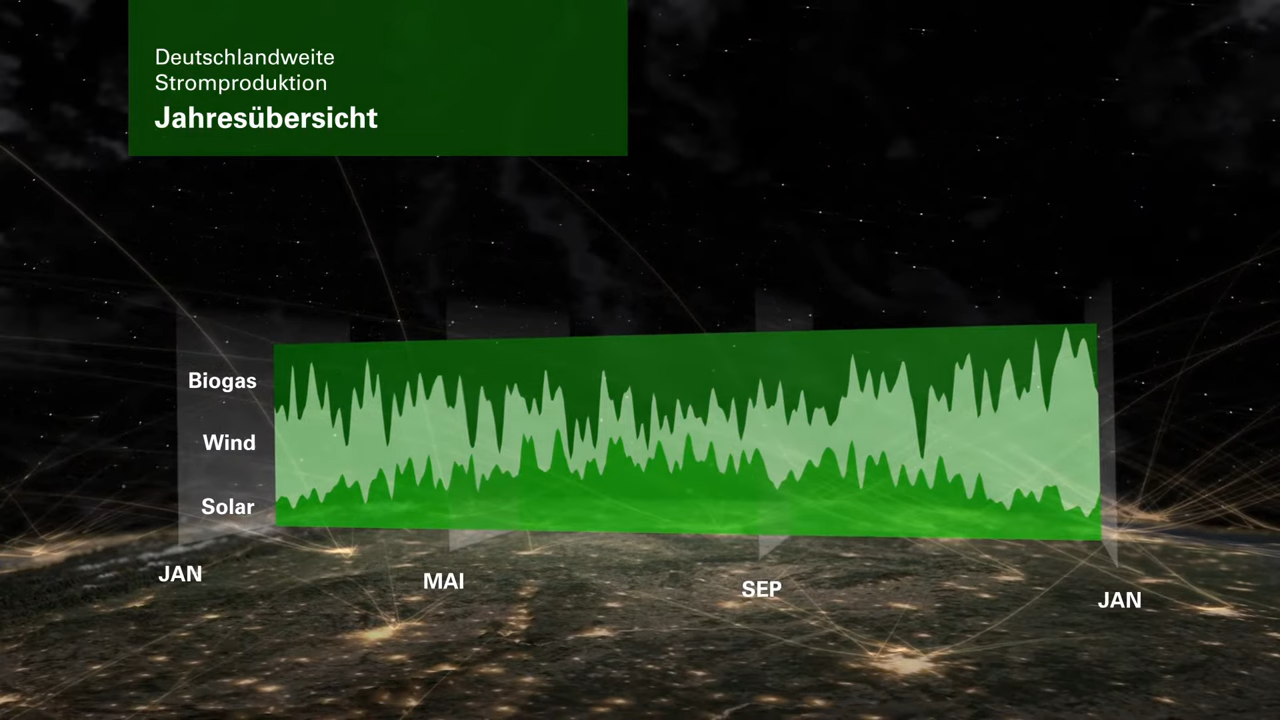 Deutschlandweite
Stromproduktion
Jahresübersicht
Biogas
Wind
Solar
JAN
MAI
SEP
JAN